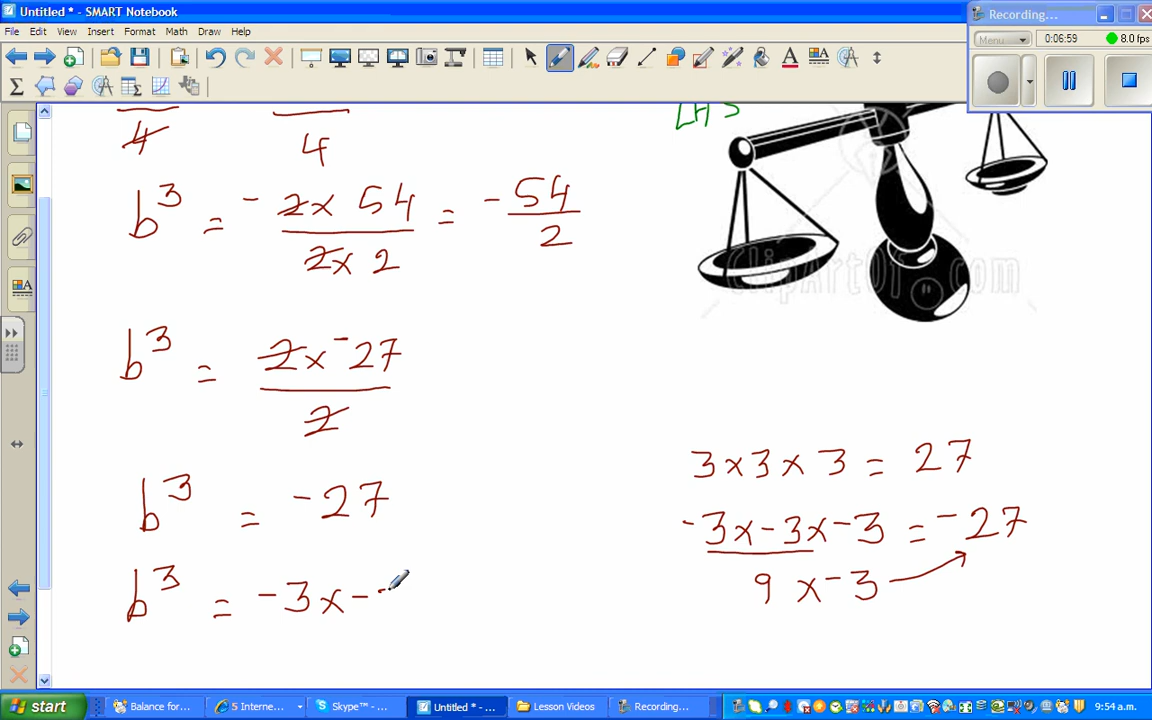 Untitled * - SMART Notebook
File Edit View Insert Format Math Draw Help
Recording...
Menu
0:06:59
8.0 fps
4
4
LHS
b³ = -2x 54 = -54
2x 2 2
b³ = 2x -27
2
b³ = -27
b³ = -3x-
3x3x3 = 27
-3x-3x-3 = -27
9 x-3
ClipArtOf.com
start
Balance for...
5 Interne...
Skype™ - ...
Untitled * - ...
Lesson Videos
Recording...
9:54 a.m.